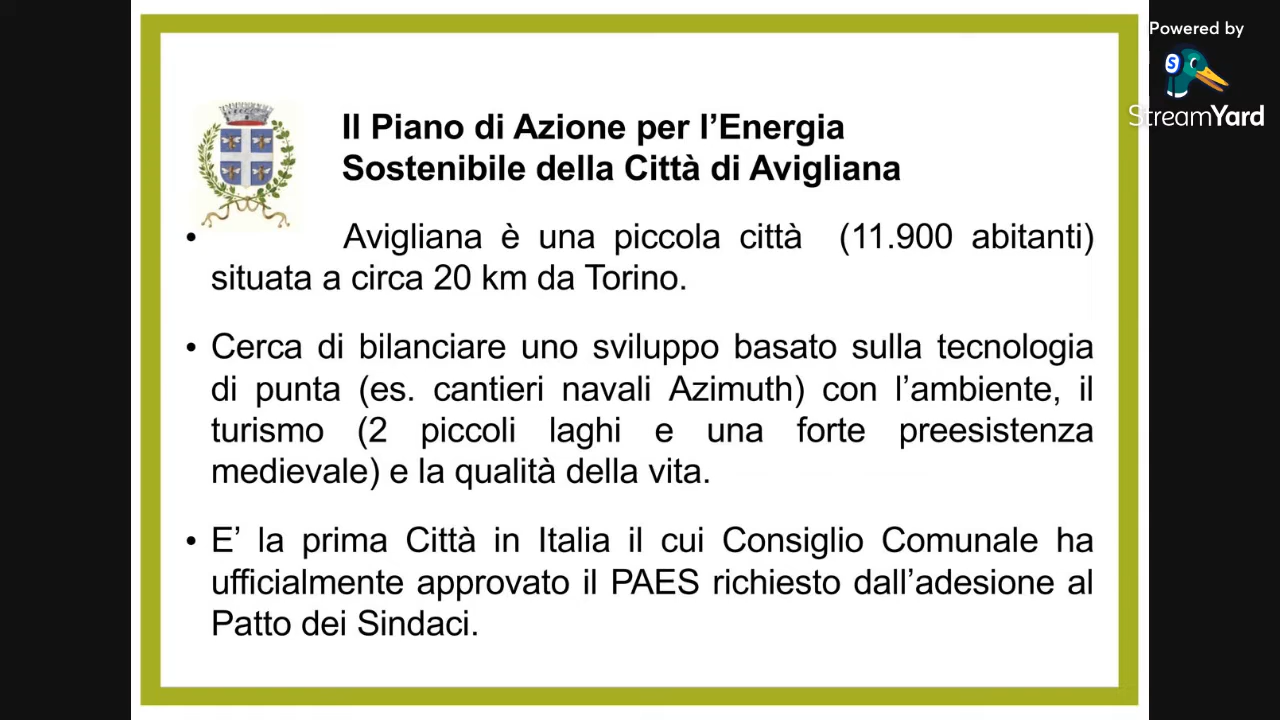 Powered by
StreamYard
Il Piano di Azione per l’Energia
Sostenibile della Città di Avigliana
• Avigliana è una piccola città (11.900 abitanti)
situata a circa 20 km da Torino.
• Cerca di bilanciare uno sviluppo basato sulla tecnologia
di punta (es. cantieri navali Azimuth) con l’ambiente, il
turismo (2 piccoli laghi e una forte preesistenza
medievale) e la qualità della vita.
• E’ la prima Città in Italia il cui Consiglio Comunale ha
ufficialmente approvato il PAES richiesto dall’adesione al
Patto dei Sindaci.